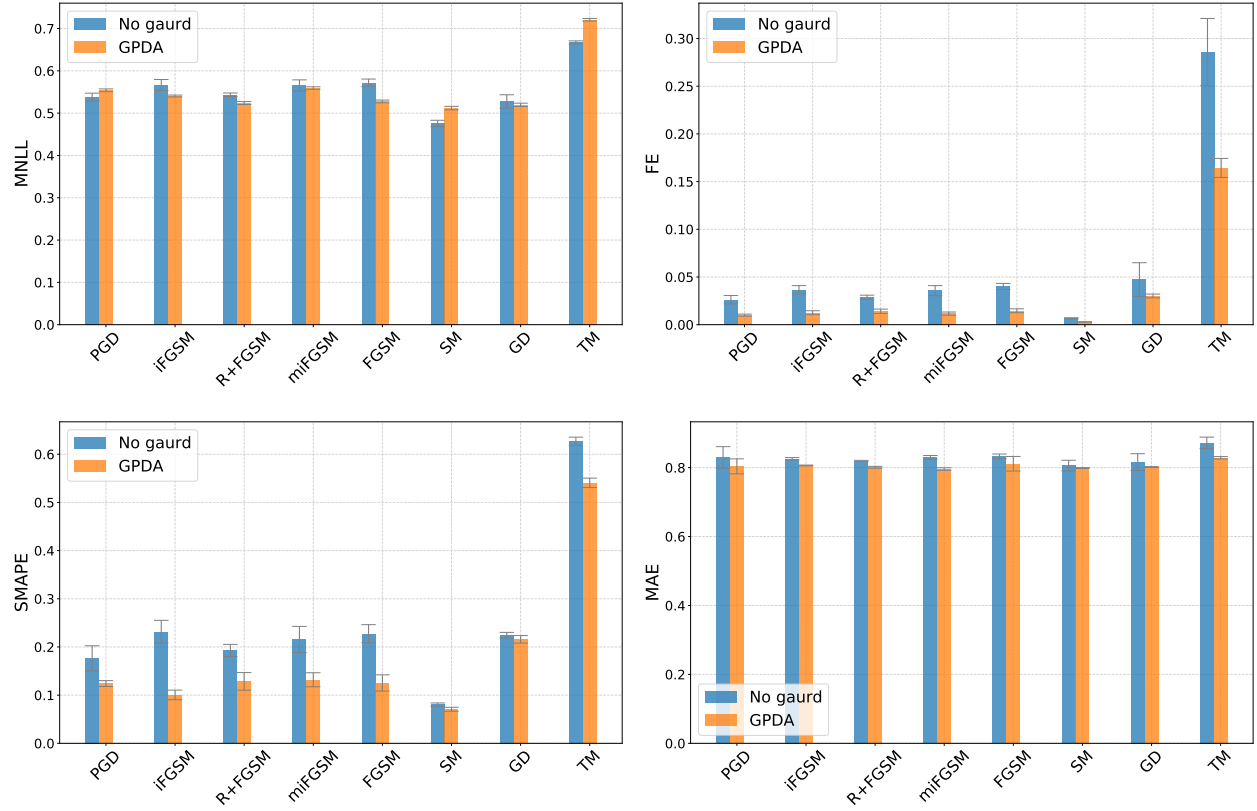 No gaurd
GPDA
MNLL
0.7
0.6
0.5
0.4
0.3
0.2
0.1
0.0
PGD
iFGSM
R+FGSM
miFGSM
FGSM
SM
GD
TM
No gaurd
GPDA
FE
0.30
0.25
0.20
0.15
0.10
0.05
0.00
PGD
iFGSM
R+FGSM
miFGSM
FGSM
SM
GD
TM
No gaurd
GPDA
SMAPE
0.6
0.5
0.4
0.3
0.2
0.1
0.0
PGD
iFGSM
R+FGSM
miFGSM
FGSM
SM
GD
TM
MAE
0.8
0.6
0.4
0.2
0.0
No gaurd
GPDA
PGD
iFGSM
R+FGSM
miFGSM
FGSM
SM
GD
TM